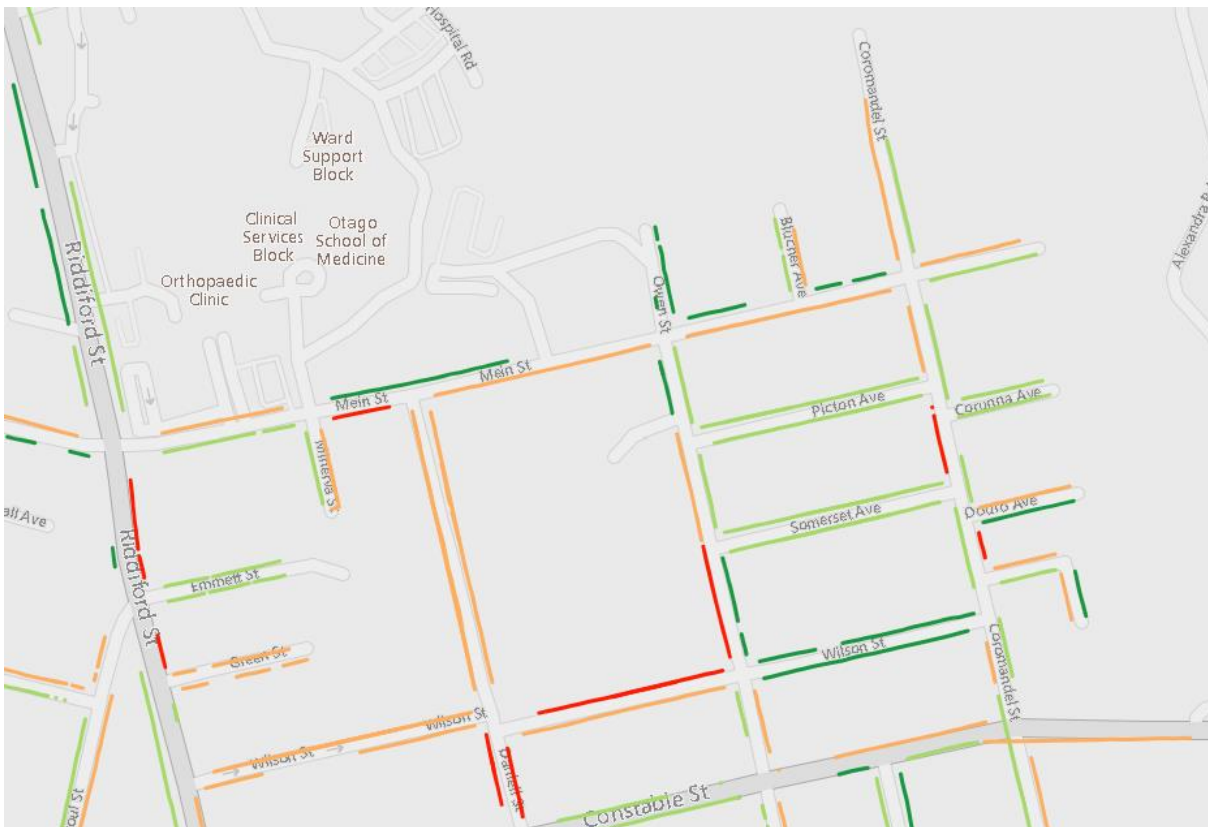 Hospital Rd
Coromandel St
Ward
Support
Block
Clinical
Services
Block
Otago
School of
Medicine
Orthopaedic
Clinic
Riddiford St
Owen St
Blucher Ave
Mein St
Mein St
Picton Ave
Corunna Ave
Minerva St
Somerset Ave
Douro Ave
Riddiford St
Emmett St
Green St
Wilson St
Wilson St
Wilson St
Coromandel St
Daniell St
Constable St